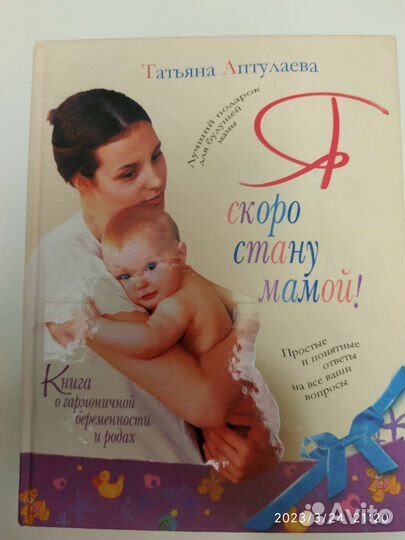 Татьяна Аптулаева
Лучший подарок
для будущей
мамы
Я
скоро
стану
мамой!
Простые
и понятные
ответы
на все ваши
вопросы
Книга
о гармоничной
беременности
и родах
2023/3/24 21:20
Avito